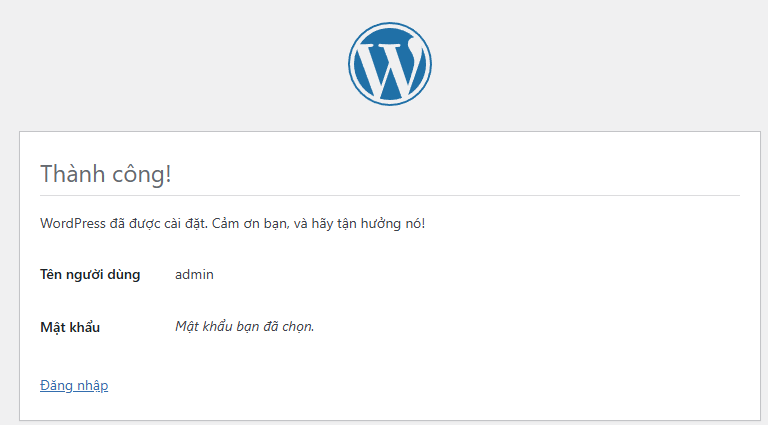 Thành công!
WordPress đã được cài đặt. Cảm ơn bạn, và hãy tận hưởng nó!
Tên người dùng admin
Mật khẩu Mật khẩu bạn đã chọn.
Đăng nhập